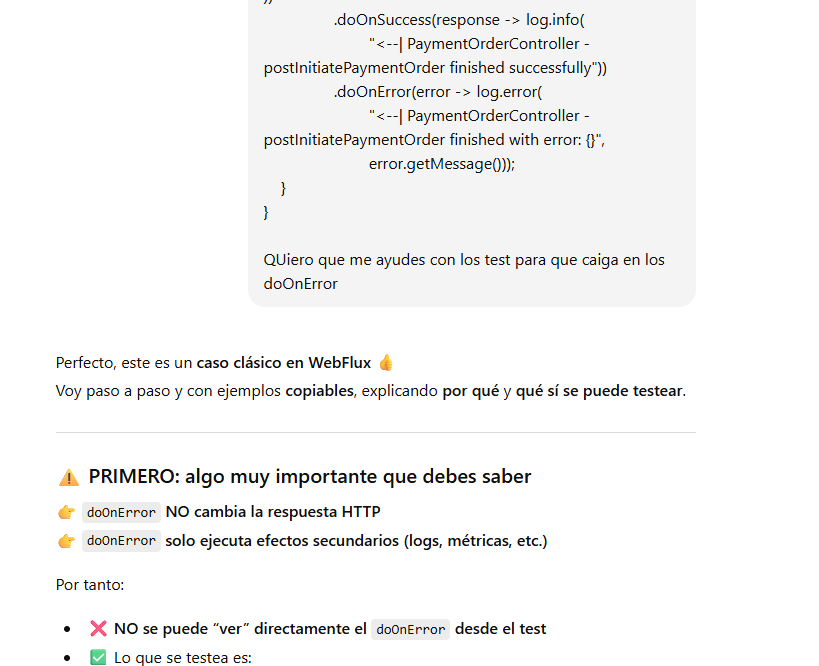 .doOnSuccess(response -> log.info(
"<--| PaymentOrderController -
postInitiatePaymentOrder finished successfully"))
.doOnError(error -> log.error(
"<--| PaymentOrderController -
postInitiatePaymentOrder finished with error: {}",
error.getMessage()));
}
}
QUiero que me ayudes con los test para que caiga en los
doOnError
Perfecto, este es un caso clásico en WebFlux 👍
Voy paso a paso y con ejemplos copiables, explicando por qué y qué sí se puede testear.
⚠️ PRIMERO: algo muy importante que debes saber
👉 doOnError NO cambia la respuesta HTTP
👉 doOnError solo ejecuta efectos secundarios (logs, métricas, etc.)
Por tanto:
• ❌ NO se puede “ver” directamente el doOnError desde el test
• ✅ Lo que se testea es: